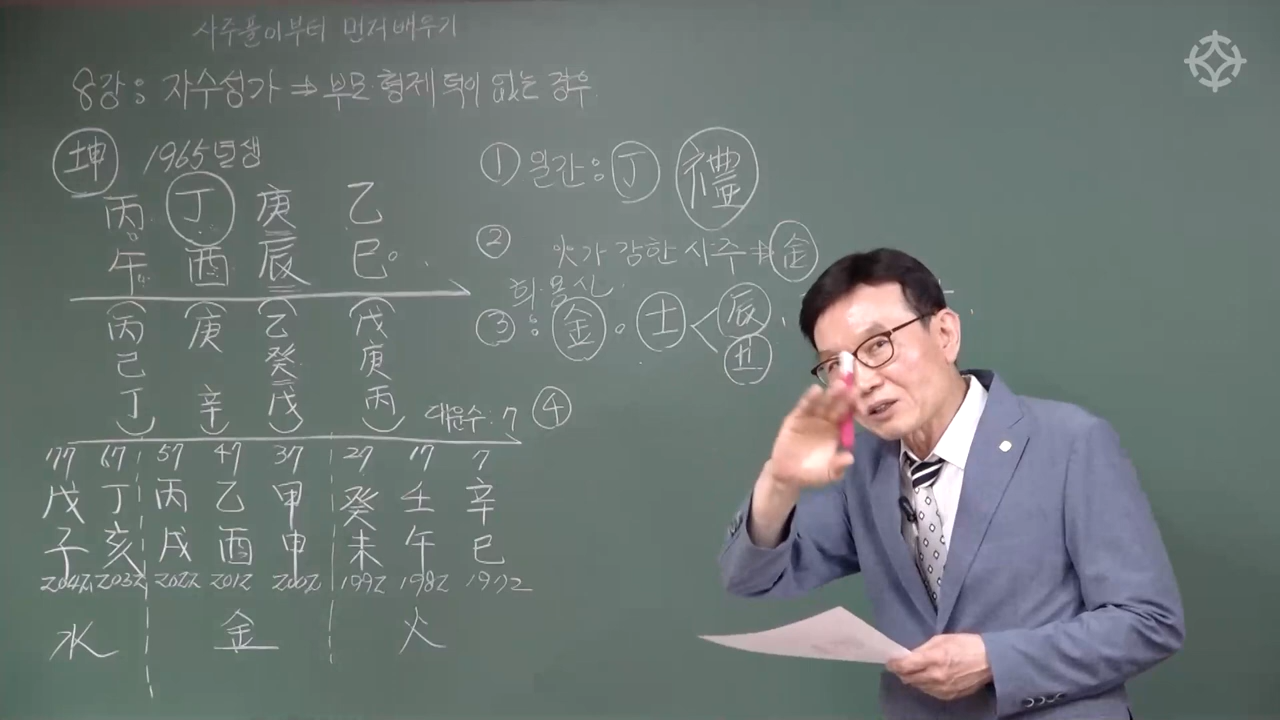 사주풀이부터 먼저 배우기
8강: 자수성가 ⇒ 부모·형제 덕이 없는 경우
坤 1965년생
丙 丁 庚 乙
午 酉 辰 巳
丙 庚 乙 戊
己 癸 庚
丁 辛 戊 丙
대운수: 7
77 67 57 47 37 27 17 7
戊 丁 丙 乙 甲 癸 壬 辛
子 亥 戌 酉 申 未 午 巳
2042 2032 2022 2012 2002 1992 1982 1972
水 金 火
① 일간: 丁 禮
② 火가 강한 사주 ⇒ 金
희용신
③ : 金 · 土 < 辰
丑
④